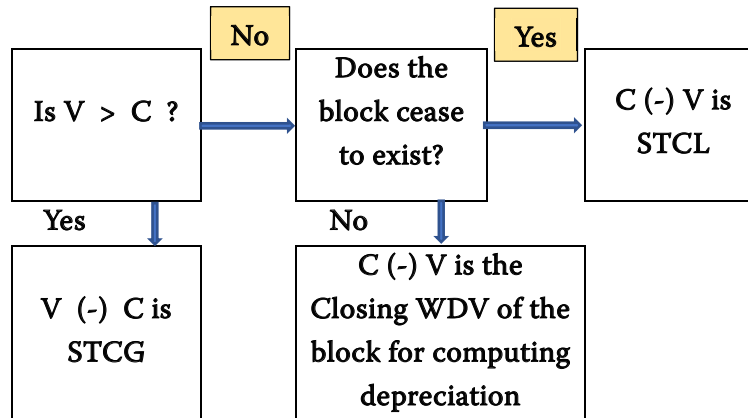 No
Yes
Is V > C ?
Does the
block cease
to exist?
C (-) V is
STCL
Yes
No
V (-) C is
STCG
C (-) V is the
Closing WDV of the
block for computing
depreciation